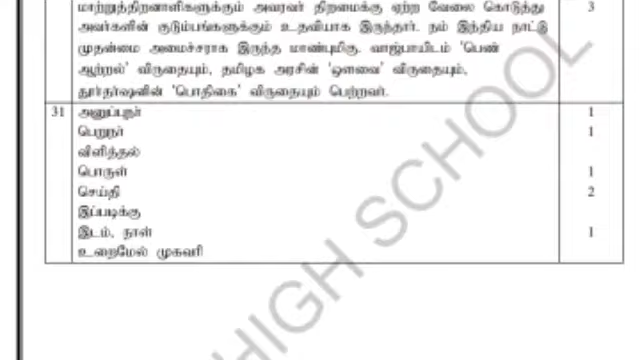 மாற்றுத்திறனாளிகளுக்கும் அவரவர் திறமைக்கு ஏற்ற வேலை கொடுத்து 3
அவர்களின் குடும்பங்களுக்கும் உதவியாக இருந்தார். நம் இந்திய நாட்டு
முதன்மை அமைச்சராக இருந்த மாண்புமிகு. வாஜ்பாயிடம் 'பெண்
ஆற்றல்' விருதையும், தமிழக அரசின் 'ஔவை' விருதையும்,
தூர்தர்ஷனின் 'பொதிகை' விருதையும் பெற்றவர்.
31 அனுப்புநர் 1
பெறுநர் 1
விளித்தல்
பொருள் 1
செய்தி 2
இப்படிக்கு
இடம், நாள் 1
உறைமேல் முகவரி
HIGH SCHOOL